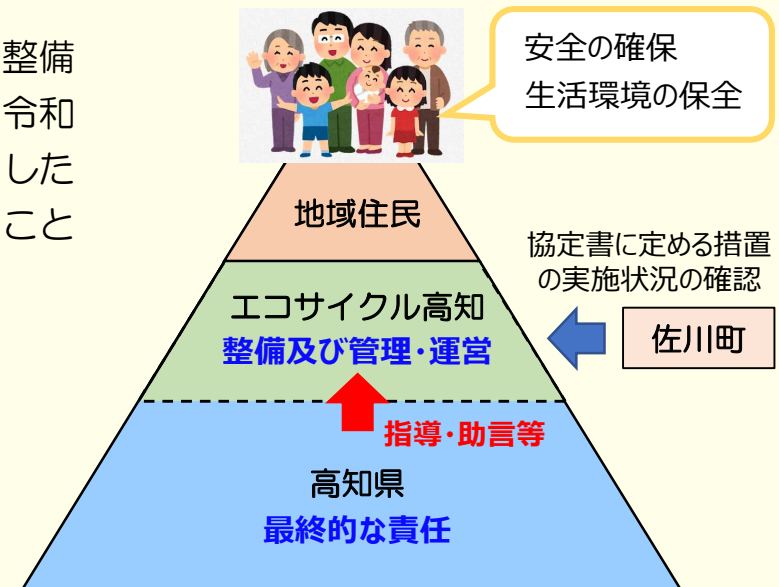 整備
令和
した
こと
安全の確保
生活環境の保全
地域住民
協定書に定める措置
の実施状況の確認
エコサイクル高知
整備及び管理・運営
佐川町
指導・助言等
高知県
最終的な責任